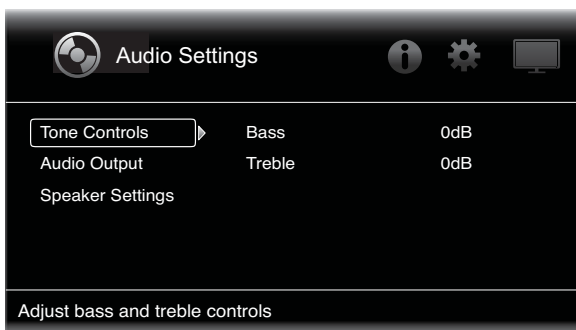 Audio Settings
Tone Controls Bass 0dB
Audio Output Treble 0dB
Speaker Settings
Adjust bass and treble controls